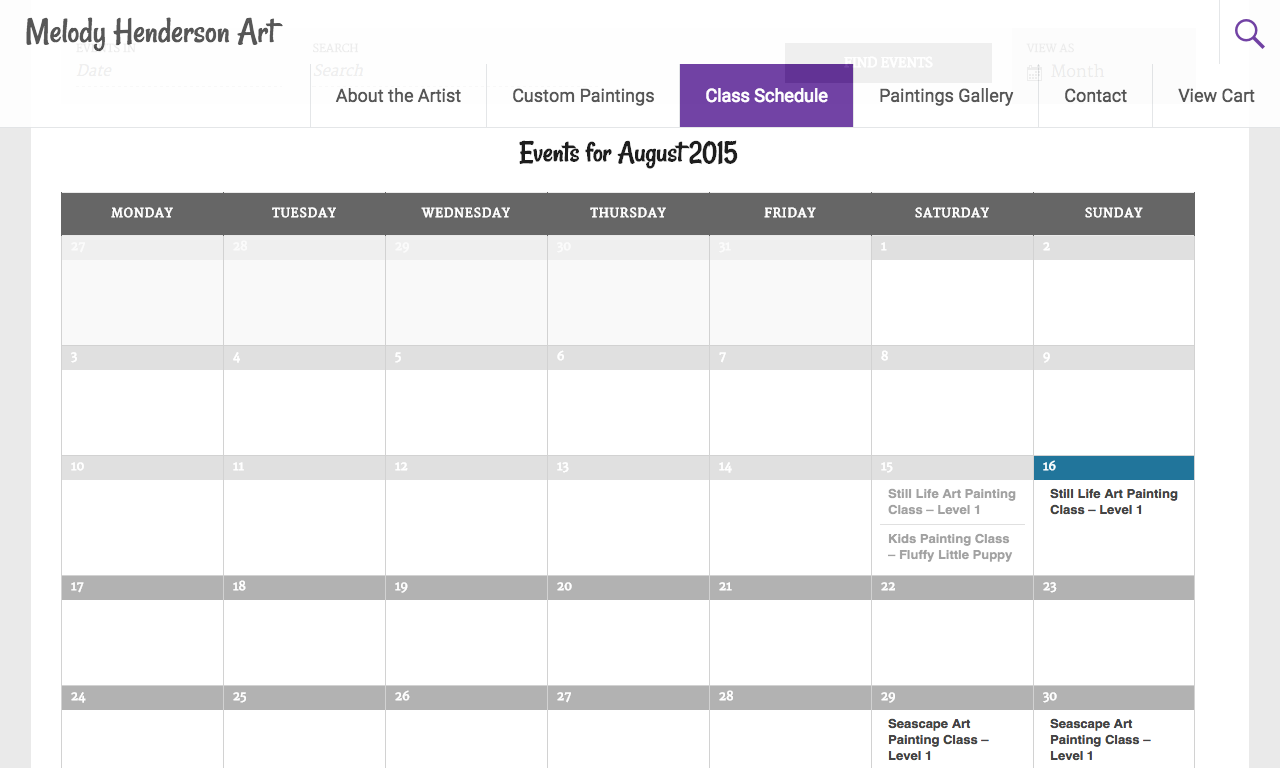 Melody Henderson Art
EVENTS IN
Date
SEARCH
Search
FIND EVENTS
VIEW AS
Month
About the Artist
Custom Paintings
Class Schedule
Paintings Gallery
Contact
View Cart
Events for August 2015
MONDAY TUESDAY WEDNESDAY THURSDAY FRIDAY SATURDAY SUNDAY
27 28 29 30 31 1 2
3 4 5 6 7 8 9
10 11 12 13 14 15 16
Still Life Art Painting
Class – Level 1
Kids Painting Class
– Fluffy Little Puppy
Still Life Art Painting
Class – Level 1
17 18 19 20 21 22 23
24 25 26 27 28 29 30
Seascape Art
Painting Class –
Level 1
Seascape Art
Painting Class –
Level 1